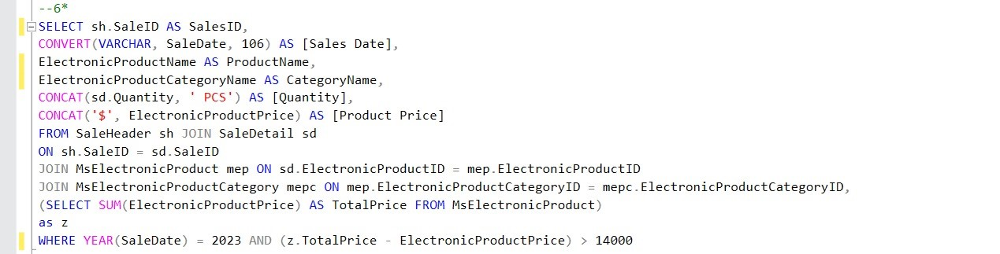 --6*
SELECT sh.SaleID AS SalesID,
CONVERT(VARCHAR, SaleDate, 106) AS [Sales Date],
ElectronicProductName AS ProductName,
ElectronicProductCategoryName AS CategoryName,
CONCAT(sd.Quantity, ' PCS') AS [Quantity],
CONCAT('$', ElectronicProductPrice) AS [Product Price]
FROM SaleHeader sh JOIN SaleDetail sd
ON sh.SaleID = sd.SaleID
JOIN MsElectronicProduct mep ON sd.ElectronicProductID = mep.ElectronicProductID
JOIN MsElectronicProductCategory mepc ON mep.ElectronicProductCategoryID = mepc.ElectronicProductCategoryID,
(SELECT SUM(ElectronicProductPrice) AS TotalPrice FROM MsElectronicProduct)
as z
WHERE YEAR(SaleDate) = 2023 AND (z.TotalPrice - ElectronicProductPrice) > 14000